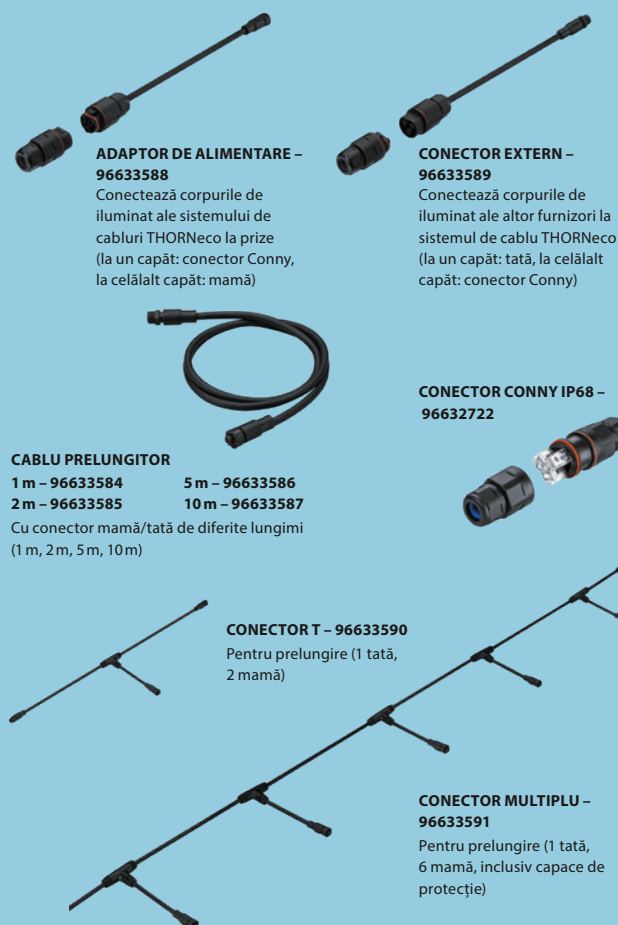 ADAPTOR DE ALIMENTARE –
96633588
Conectează corpurile de
iluminat ale sistemului de
cabluri THORNeco la prize
(la un capăt: conector Conny,
la celălalt capăt: mamă)
CONECTOR EXTERN –
96633589
Conectează corpurile de
iluminat ale altor furnizori la
sistemul de cablu THORNeco
(la un capăt: tată, la celălalt
capăt: conector Conny)
CONECTOR CONNY IP68 –
96632722
CABLU PRELUNGITOR
1 m – 96633584 5 m – 96633586
2 m – 96633585 10 m – 96633587
Cu conector mamă/tată de diferite lungimi
(1 m, 2 m, 5 m, 10 m)
CONECTOR T – 96633590
Pentru prelungire (1 tată,
2 mamă)
CONECTOR MULTIPLU –
96633591
Pentru prelungire (1 tată,
6 mamă, inclusiv capace de
protecție)